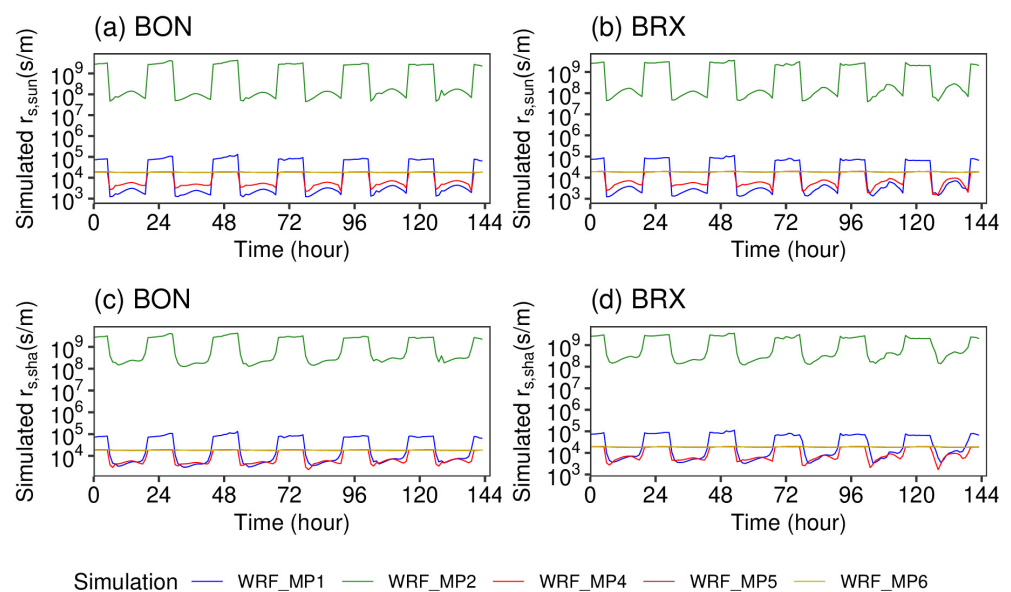 (a) BON
(b) BRX
Simulated r_s,sun(s/m)
10^9
10^8
10^7
10^6
10^5
10^4
10^3
0 24 48 72 96 120 144
Time (hour)
Simulated r_s,sun(s/m)
10^9
10^8
10^7
10^6
10^5
10^4
10^3
0 24 48 72 96 120 144
Time (hour)
(c) BON
(d) BRX
Simulated r_s,sha(s/m)
10^9
10^8
10^7
10^6
10^5
10^4
0 24 48 72 96 120 144
Time (hour)
Simulated r_s,sha(s/m)
10^9
10^8
10^7
10^6
10^5
10^4
10^3
0 24 48 72 96 120 144
Time (hour)
Simulation WRF_MP1 WRF_MP2 WRF_MP4 WRF_MP5 WRF_MP6